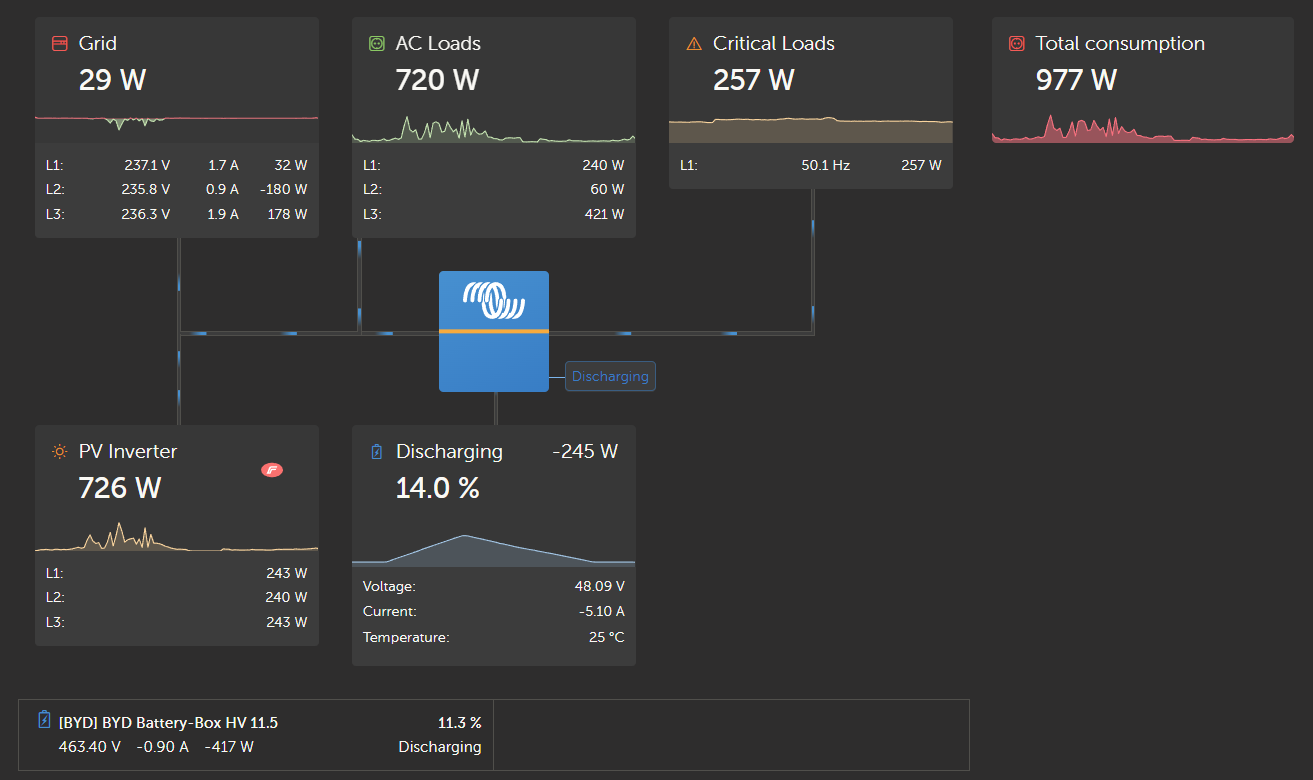 Grid
29 W
L1: 237.1 V 1.7 A 32 W
L2: 235.8 V 0.9 A -180 W
L3: 236.3 V 1.9 A 178 W
AC Loads
720 W
L1: 240 W
L2: 60 W
L3: 421 W
Critical Loads
257 W
L1: 50.1 Hz 257 W
Total consumption
977 W
Discharging
PV Inverter
726 W
L1: 243 W
L2: 240 W
L3: 243 W
Discharging -245 W
14.0 %
Voltage: 48.09 V
Current: -5.10 A
Temperature: 25 °C
[BYD] BYD Battery-Box HV 11.5 11.3 %
463.40 V -0.90 A -417 W Discharging